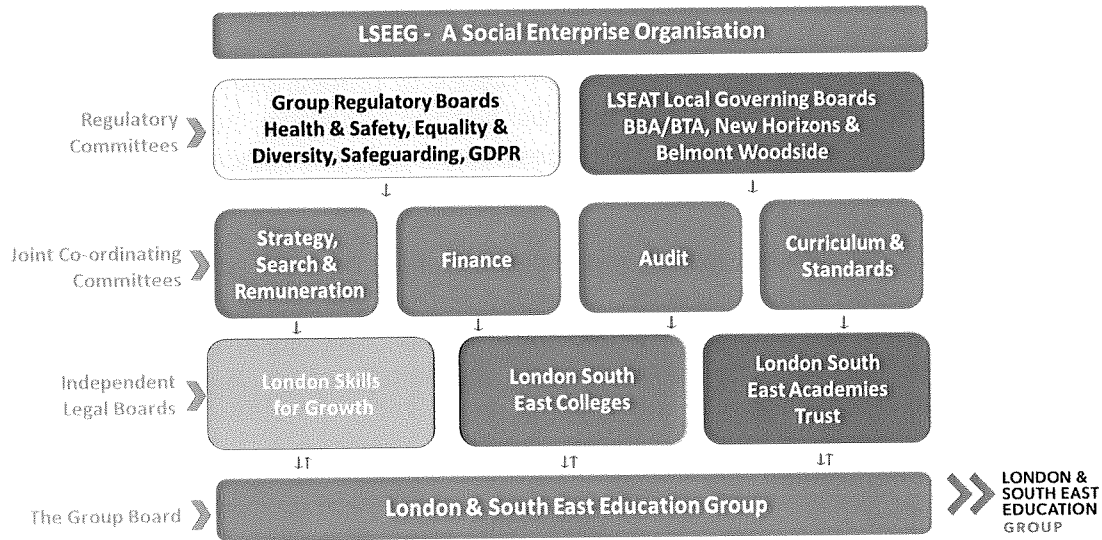 LSEEG - A Social Enterprise Organisation
Regulatory
Committees
Group Regulatory Boards
Health & Safety, Equality &
Diversity, Safeguarding, GDPR
LSEAT Local Governing Boards
BBA/BTA, New Horizons &
Belmont Woodside
Joint Co-ordinating
Committees
Strategy,
Search &
Remuneration
Finance
Audit
Curriculum &
Standards
Independent
Legal Boards
London Skills
for Growth
London South
East Colleges
London South
East Academies
Trust
The Group Board
London & South East Education Group
LONDON &
SOUTH EAST
EDUCATION
GROUP